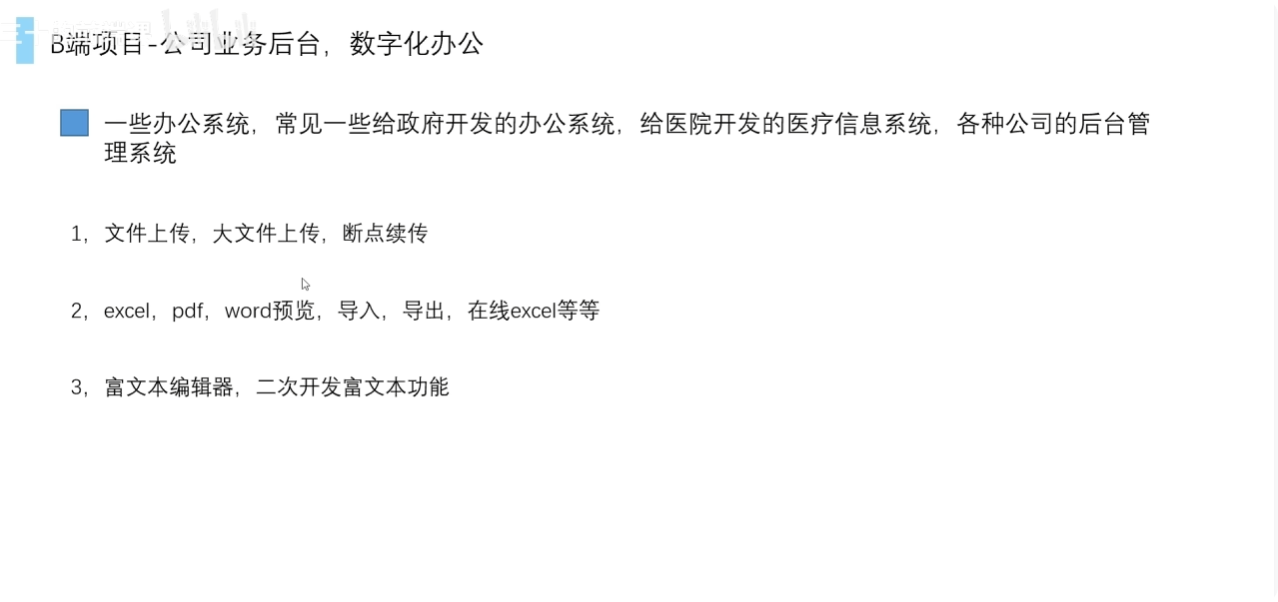 B端项目-公司业务后台，数字化办公
一些办公系统，常见一些给政府开发的办公系统，给医院开发的医疗信息系统，各种公司的后台管
理系统
1，文件上传，大文件上传，断点续传
2，excel，pdf，word预览，导入，导出，在线excel等等
3，富文本编辑器，二次开发富文本功能